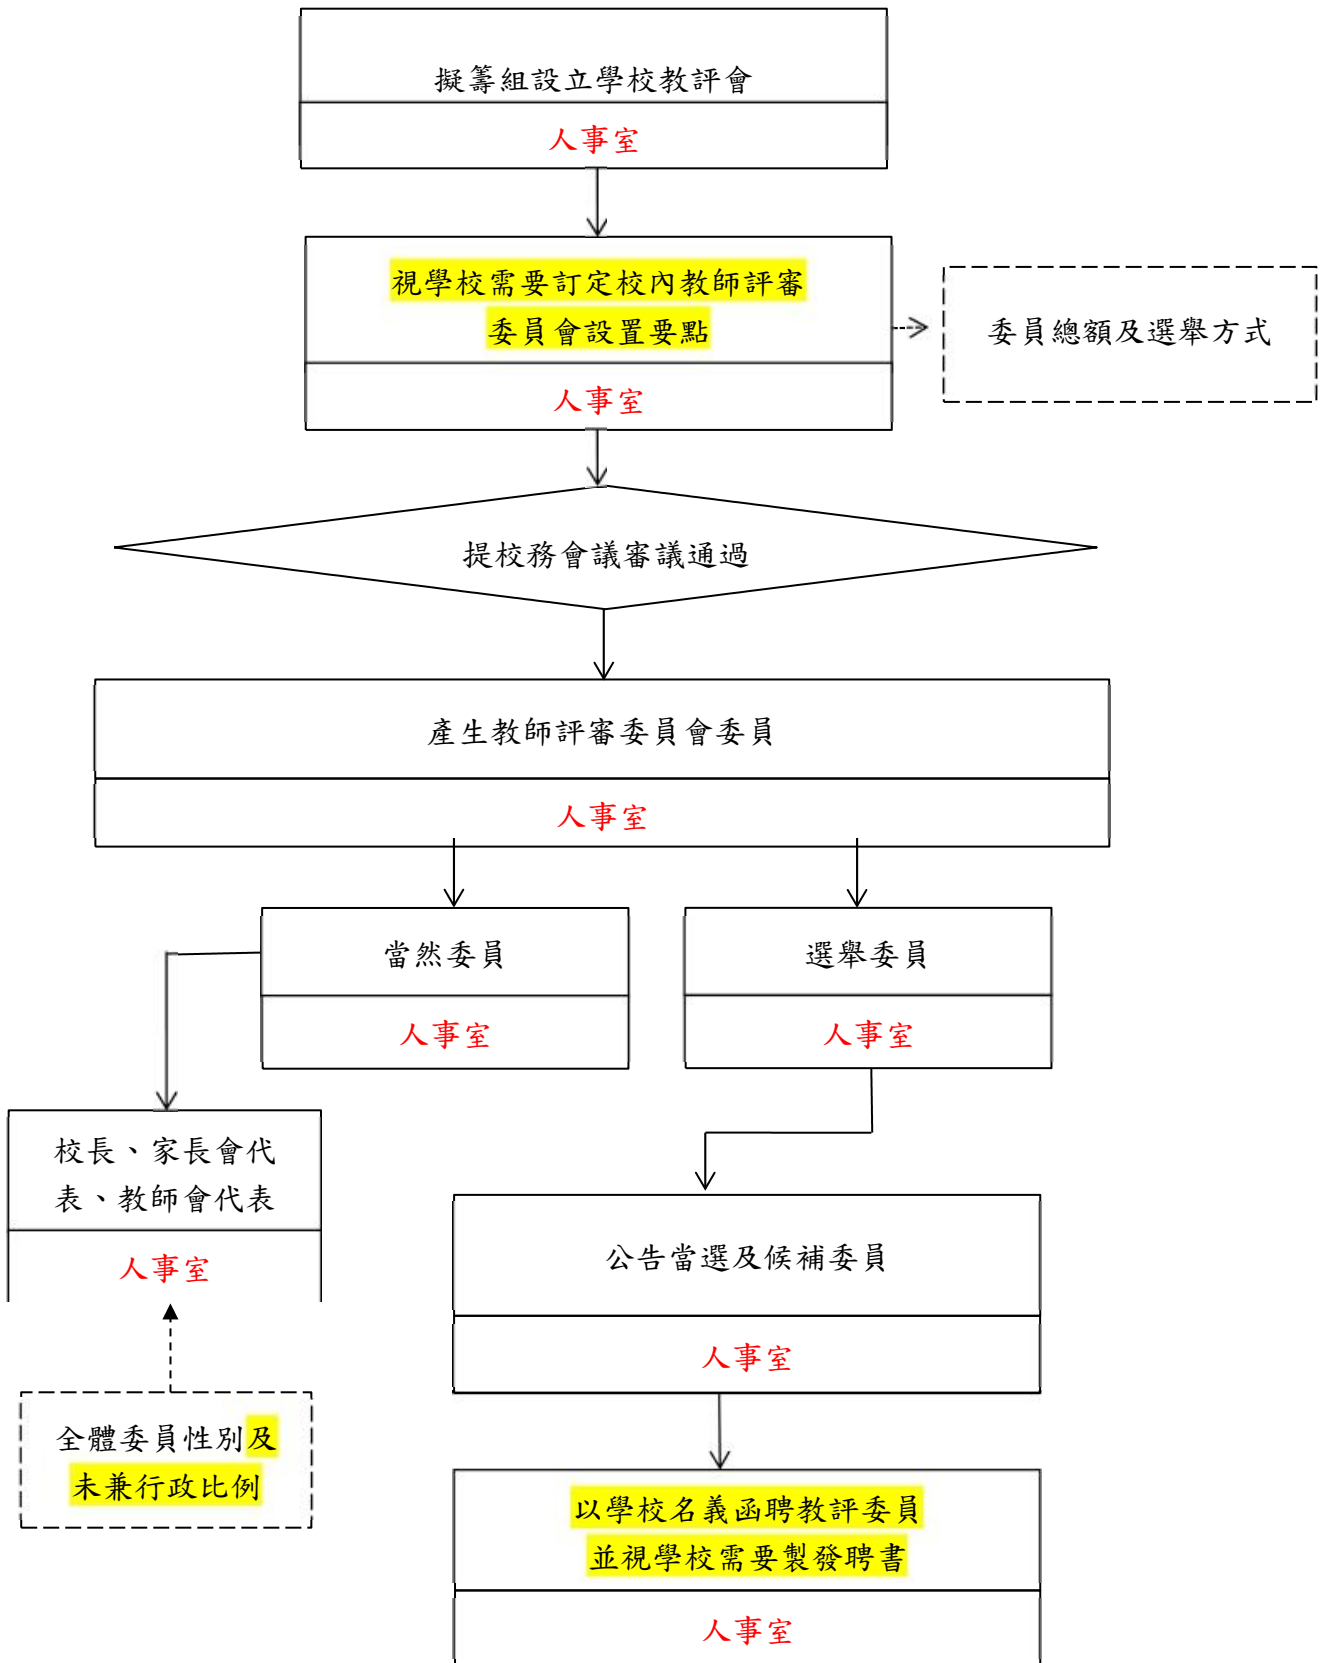 擬籌組設立學校教評會
人事室
視學校需要訂定校內教師評審
委員會設置要點
人事室
委員總額及選舉方式
提校務會議審議通過
產生教師評審委員會委員
人事室
當然委員
人事室
選舉委員
人事室
校長、家長會代
表、教師會代表
人事室
全體委員性別及
未兼行政比例
公告當選及候補委員
人事室
以學校名義函聘教評委員
並視學校需要製發聘書
人事室